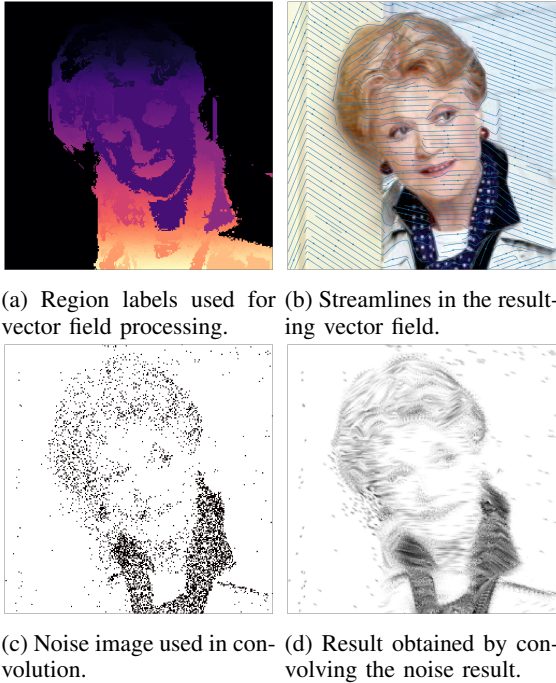 (a) Region labels used for
vector field processing.
(b) Streamlines in the result-
ing vector field.
(c) Noise image used in con-
volution.
(d) Result obtained by con-
volving the noise result.